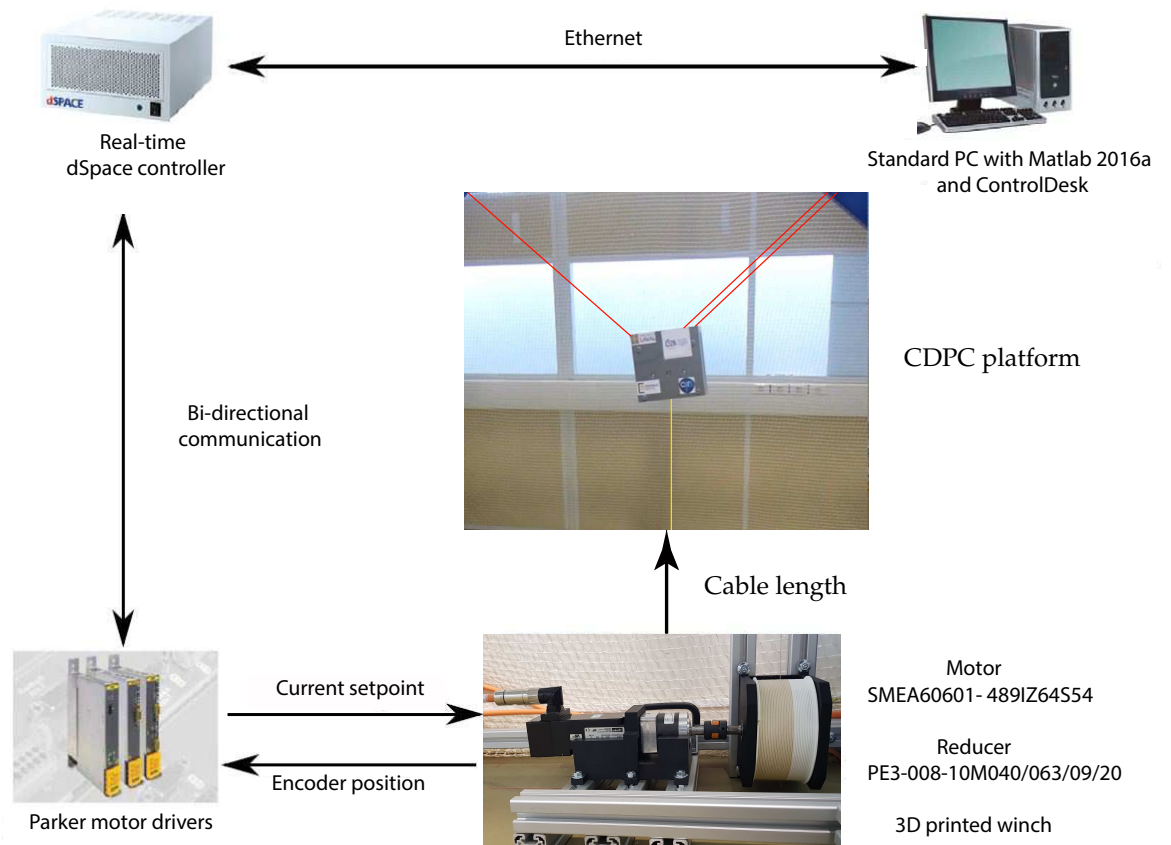 Ethernet
dSPACE
Real-time
dSpace controller
Standard PC with Matlab 2016a
and ControlDesk
CDPC platform
Bi-directional
communication
Cable length
Current setpoint
Encoder position
Parker motor drivers
Motor
SMEA60601- 489IZ64S54
Reducer
PE3-008-10M040/063/09/20
3D printed winch